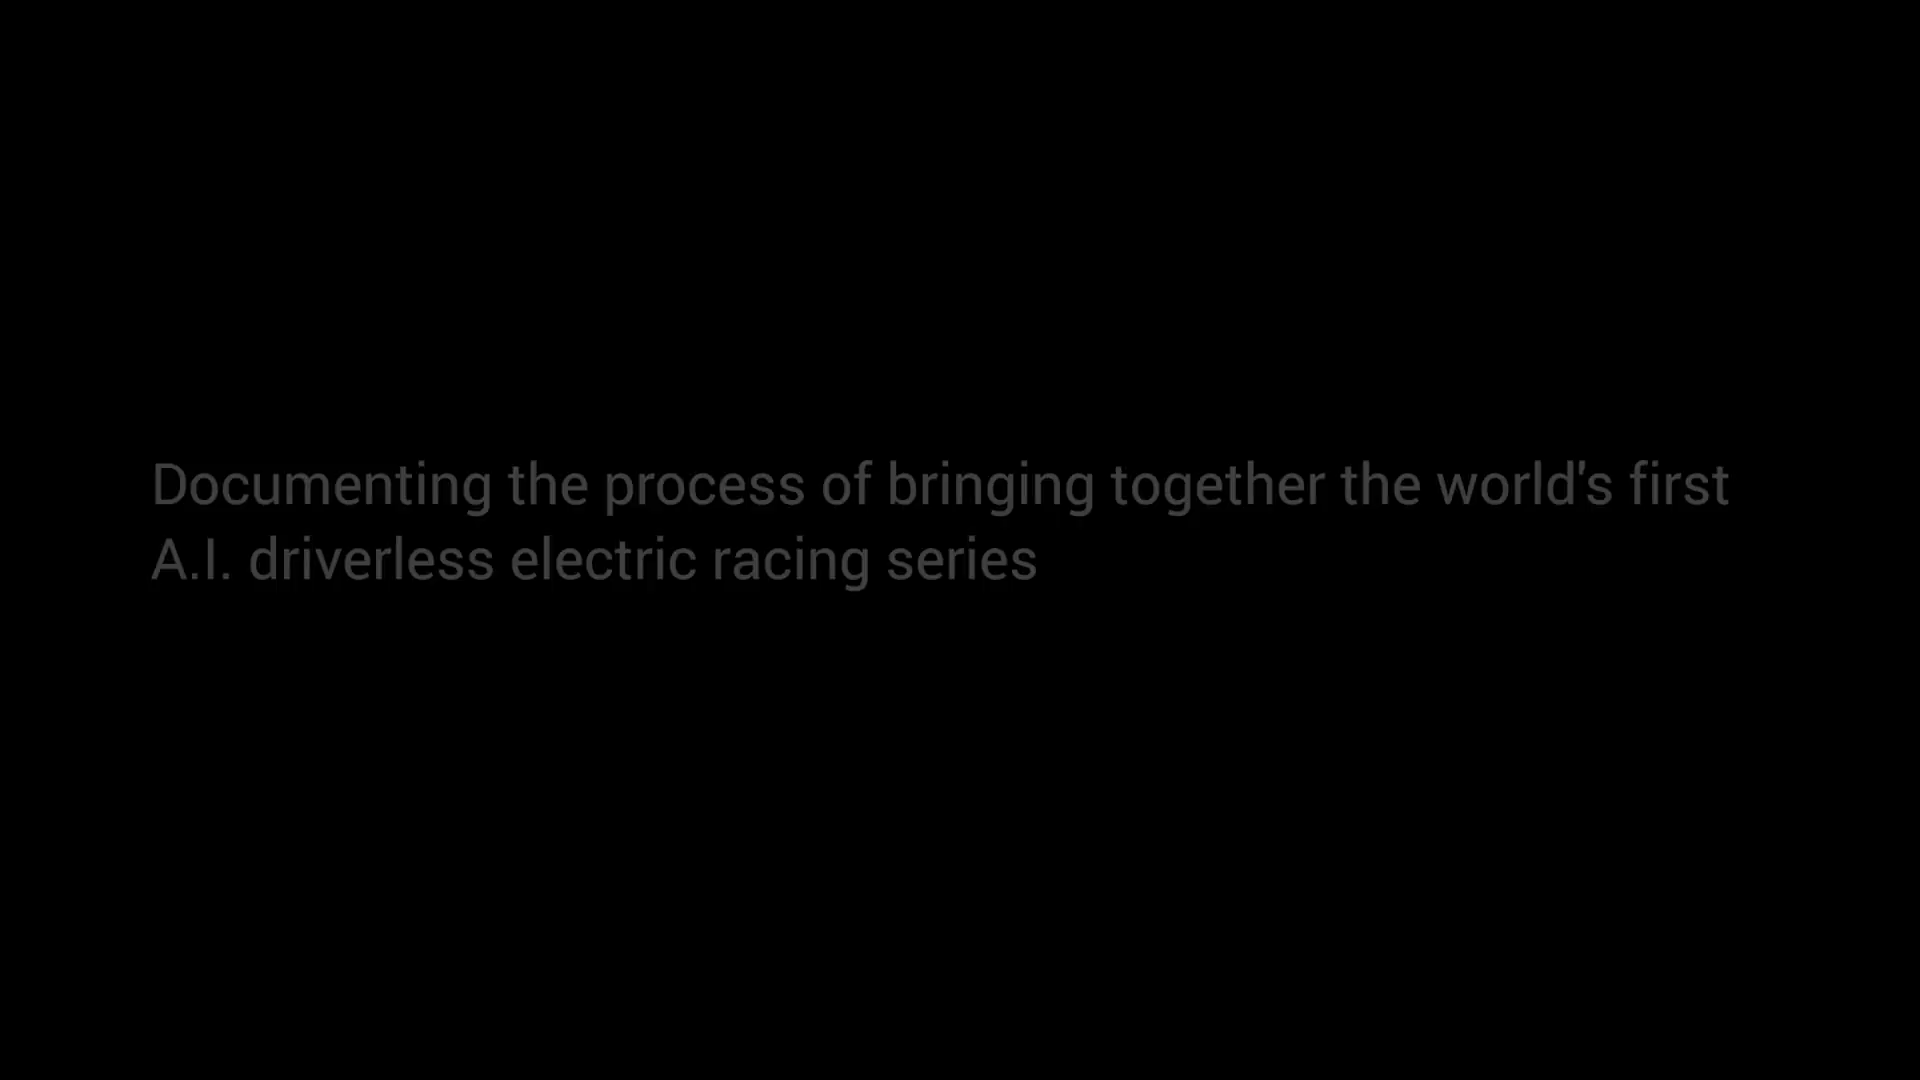 Documenting the process of bringing together the world's first
A.I. driverless electric racing series